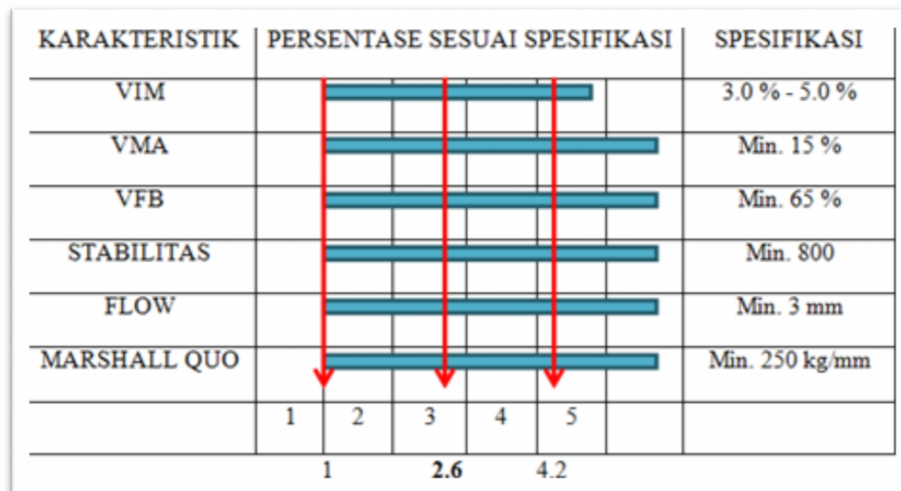 KARAKTERISTIK PERSENTASE SESUAI SPESIFIKASI SPESIFIKASI
VIM 3.0 % - 5.0 %
VMA Min. 15 %
VFB Min. 65 %
STABILITAS Min. 800
FLOW Min. 3 mm
MARSHALL QUO Min. 250 kg/mm
1 2 3 4 5
1 2.6 4.2